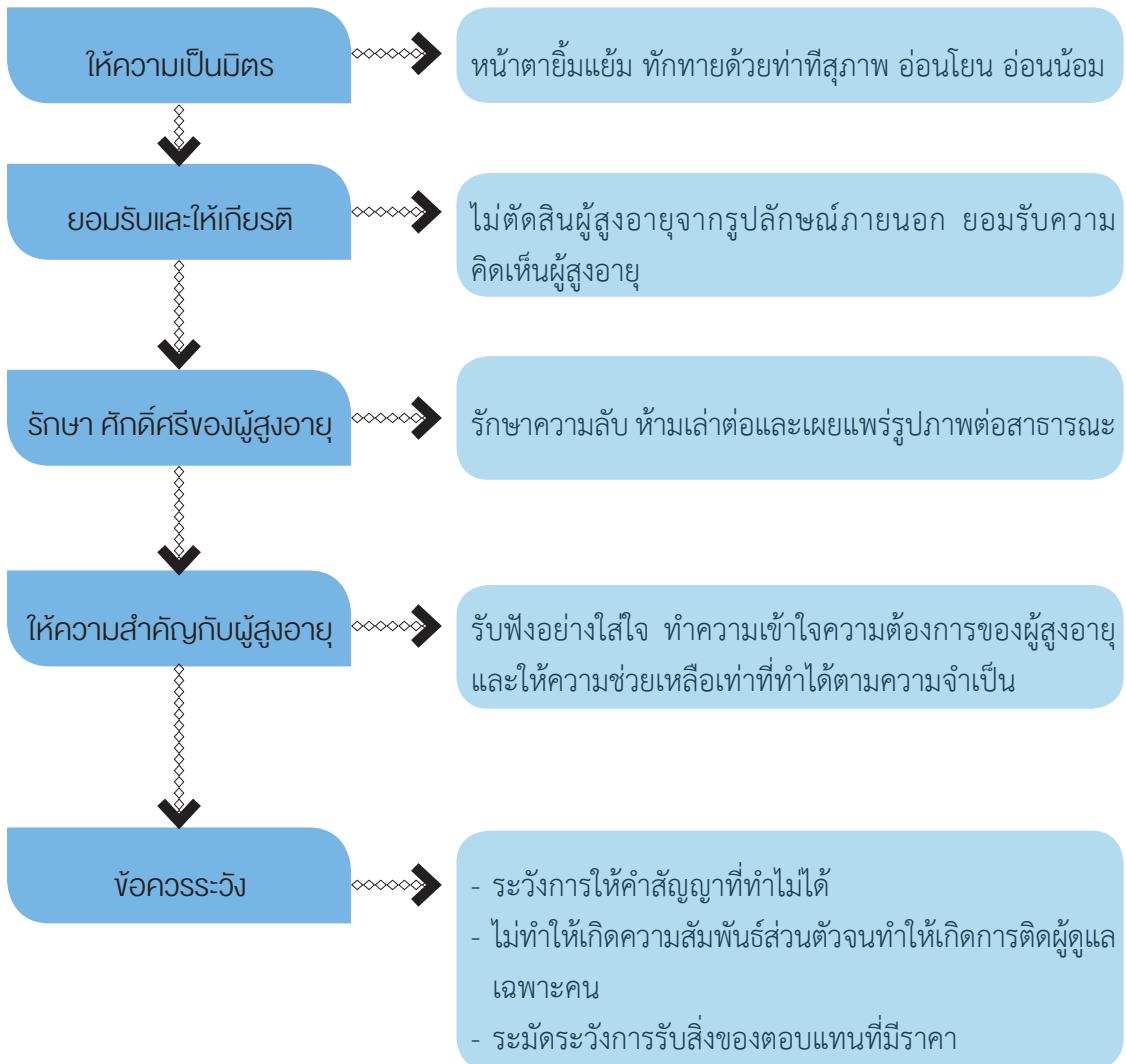 ให้ความเป็นมิตร
หน้าตายิ้มแย้ม ทักทายด้วยท่าทีสุภาพ อ่อนโยน อ่อนน้อม
ยอมรับและให้เกียรติ
ไม่ตัดสินผู้สูงอายุจากรูปลักษณ์ภายนอก ยอมรับความ
คิดเห็นผู้สูงอายุ
รักษา ศักดิ์ศรีของผู้สูงอายุ
รักษาความลับ ห้ามเล่าต่อและเผยแพร่รูปภาพต่อสาธารณะ
ให้ความสำคัญกับผู้สูงอายุ
รับฟังอย่างใส่ใจ ทำความเข้าใจความต้องการของผู้สูงอายุ
และให้ความช่วยเหลือเท่าที่ทำได้ตามความจำเป็น
ข้อควรระวัง
- ระวังการให้คำสัญญาที่ทำไม่ได้
- ไม่ทำให้เกิดความสัมพันธ์ส่วนตัวจนทำให้เกิดการติดผู้ดูแล
เฉพาะคน
- ระมัดระวังการรับสิ่งของตอบแทนที่มีราคา